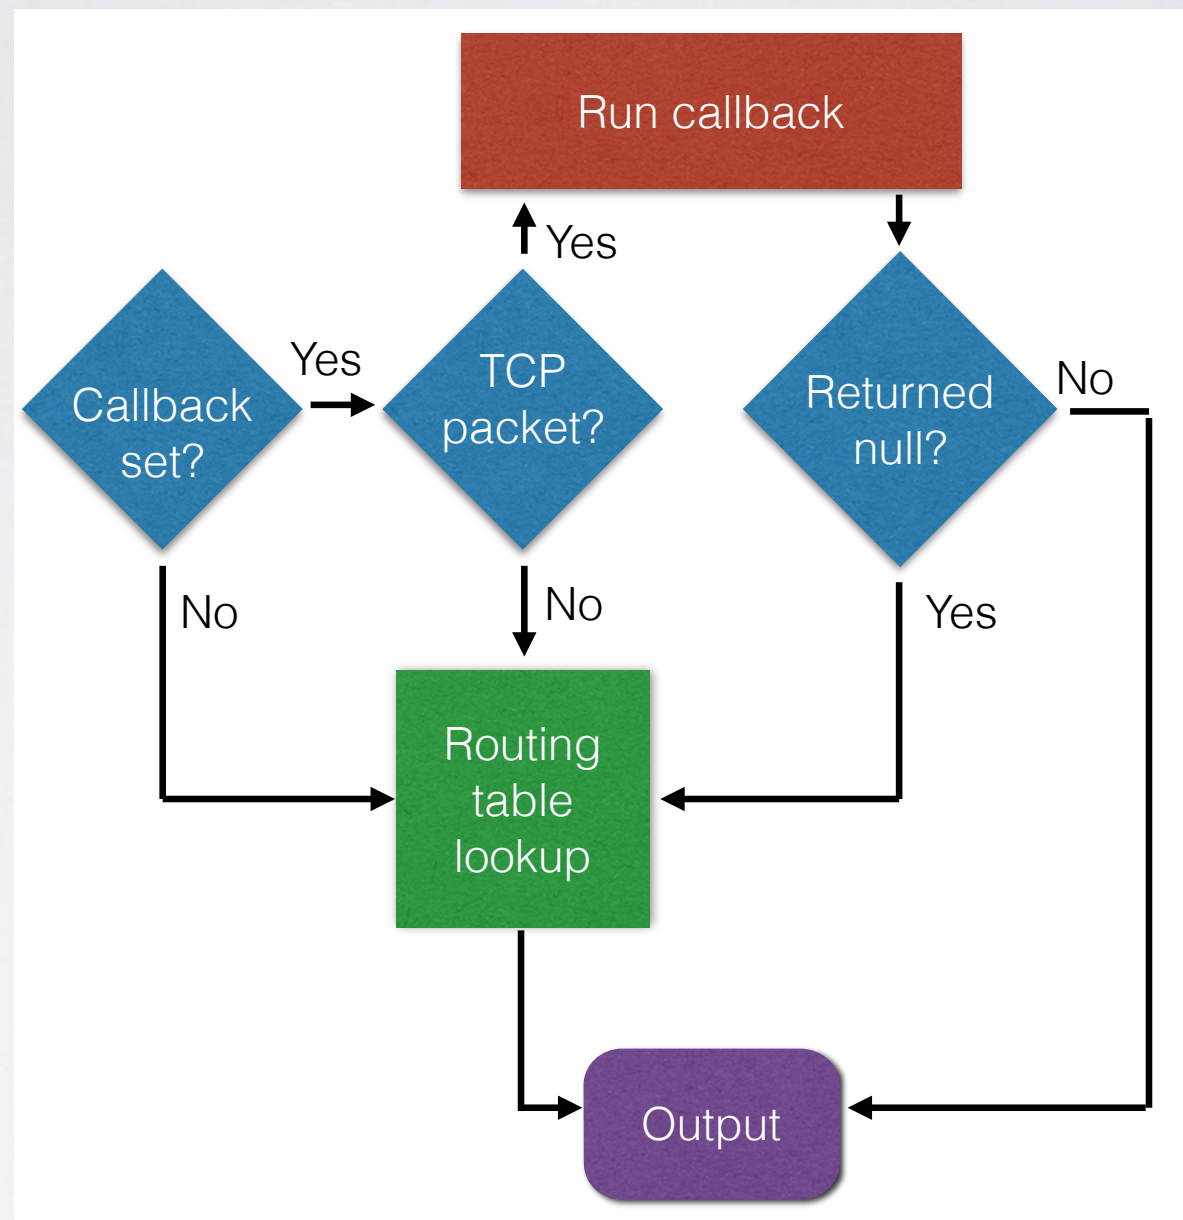 Run callback
Yes
Yes
Callback
set?
TCP
packet?
Returned
null?
No
No
No
Yes
Routing
table
lookup
Output